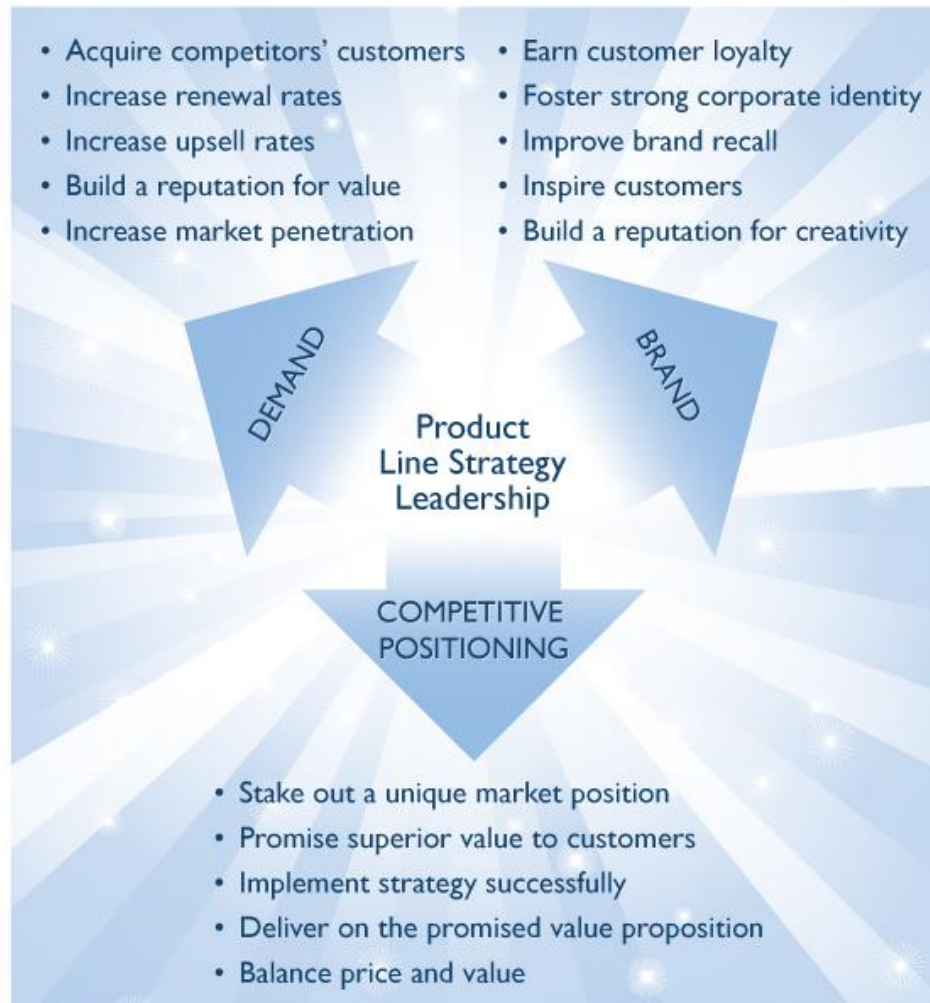 • Acquire competitors' customers
• Increase renewal rates
• Increase upsell rates
• Build a reputation for value
• Increase market penetration
• Earn customer loyalty
• Foster strong corporate identity
• Improve brand recall
• Inspire customers
• Build a reputation for creativity
DEMAND
BRAND
Product
Line Strategy
Leadership
COMPETITIVE
POSITIONING
• Stake out a unique market position
• Promise superior value to customers
• Implement strategy successfully
• Deliver on the promised value proposition
• Balance price and value